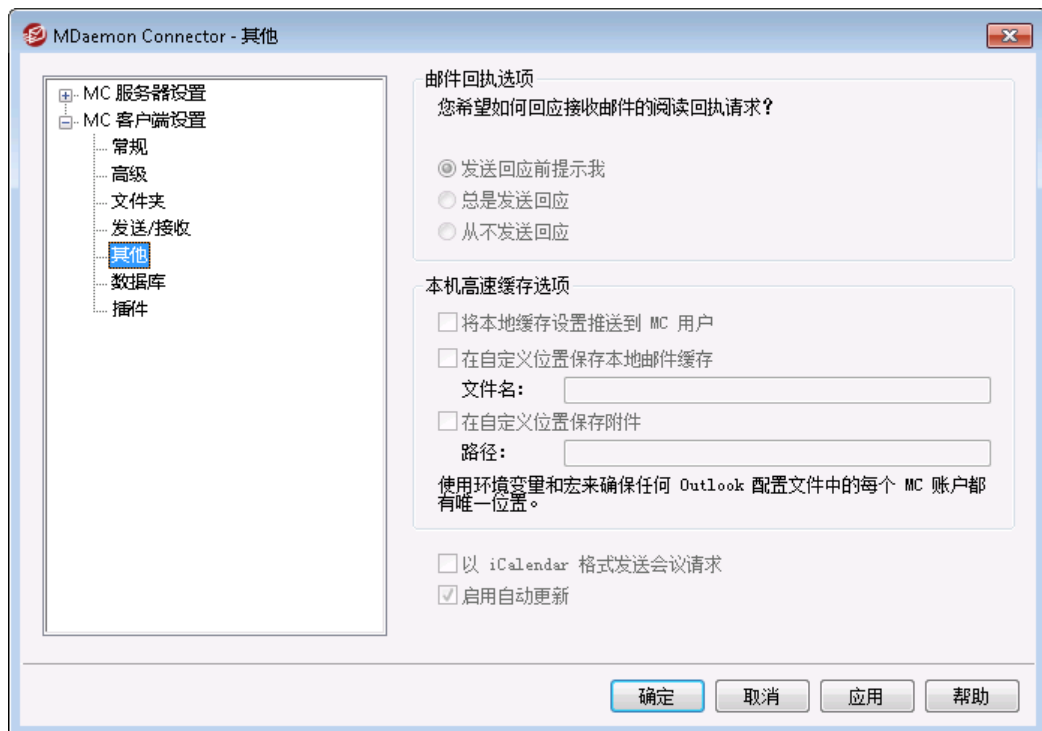 MDaemon Connector - 其他
MC 服务器设置
MC 客户端设置
常规
高级
文件夹
发送/接收
其他
数据库
插件
邮件回执选项
您希望如何回应接收邮件的阅读回执请求?
发送回应前提示我
总是发送回应
从不发送回应
本机高速缓存选项
将本地缓存设置推送到 MC 用户
在自定义位置保存本地邮件缓存
文件名:
在自定义位置保存附件
路径:
使用环境变量和宏来确保任何 Outlook 配置文件中的每个 MC 账户都
有唯一位置。
以 iCalendar 格式发送会议请求
启用自动更新
确定
取消
应用
帮助